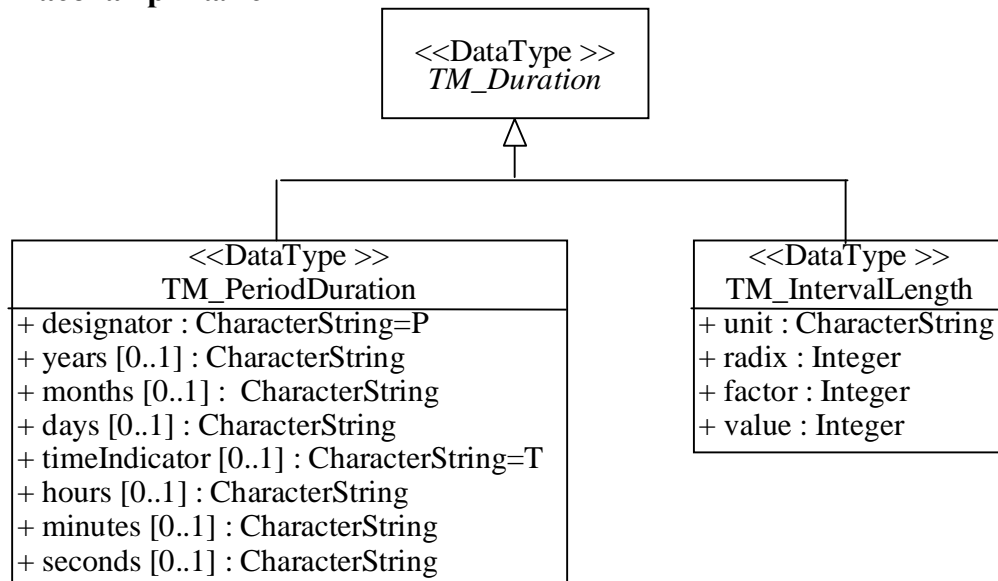 <<DataType >>
TM_Duration
<<DataType >>
TM_PeriodDuration
+ designator : CharacterString=P
+ years [0..1] : CharacterString
+ months [0..1] :  CharacterString
+ days [0..1] : CharacterString
+ timeIndicator [0..1] : CharacterString=T
+ hours [0..1] : CharacterString
+ minutes [0..1] : CharacterString
+ seconds [0..1] : CharacterString
<<DataType >>
TM_IntervalLength
+ unit : CharacterString
+ radix : Integer
+ factor : Integer
+ value : Integer